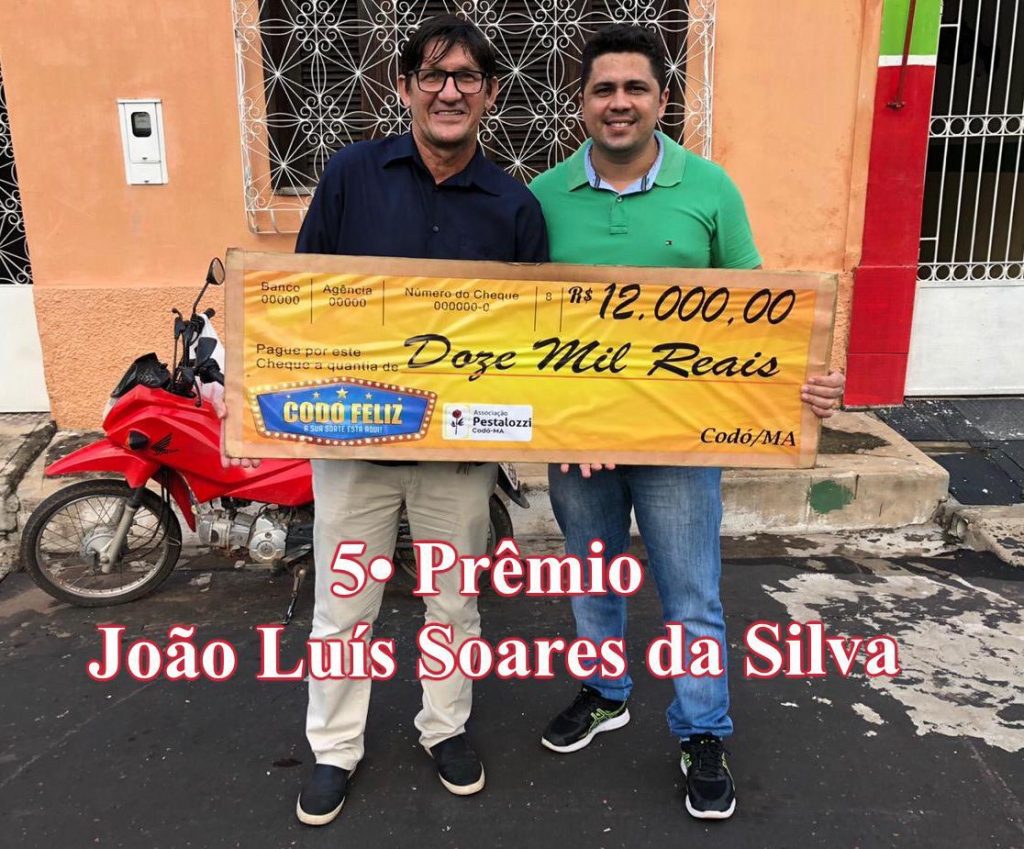 Banco
00000
Agência
00000
Número do Cheque
000000-0
8
R$ 12.000,00
Pague por este
Cheque a quantia de
Doze Mil Reais
CODÓ FELIZ
A SUA SORTE ESTÁ AQUI!
Associação
Pestalozzi
Codó-MA
Codó/MA
5• Prêmio
João Luís Soares da Silva